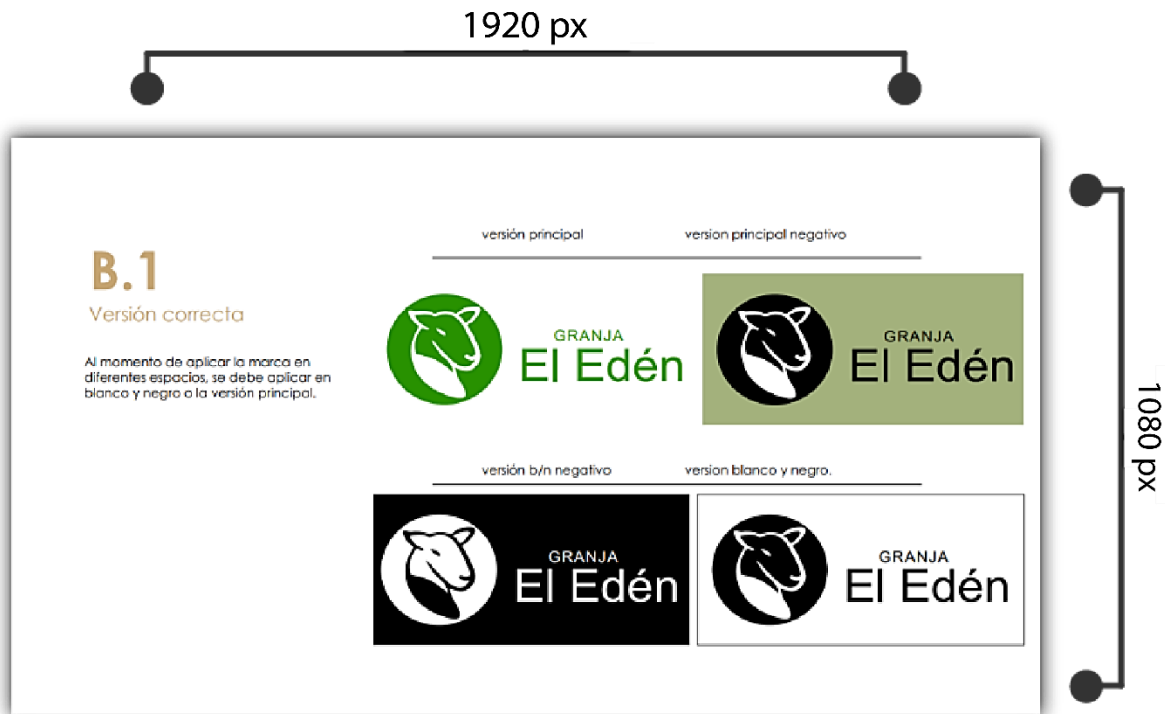 1920 px
B.1
Versión correcta
Al momento de aplicar la marca en
diferentes espacios, se debe aplicar en
blanco y negro o la versión principal.
versión principal
version principal negativo
GRANJA
El Edén
GRANJA
El Edén
versión b/n negativo
version blanco y negro.
GRANJA
El Edén
GRANJA
El Edén
1080 px